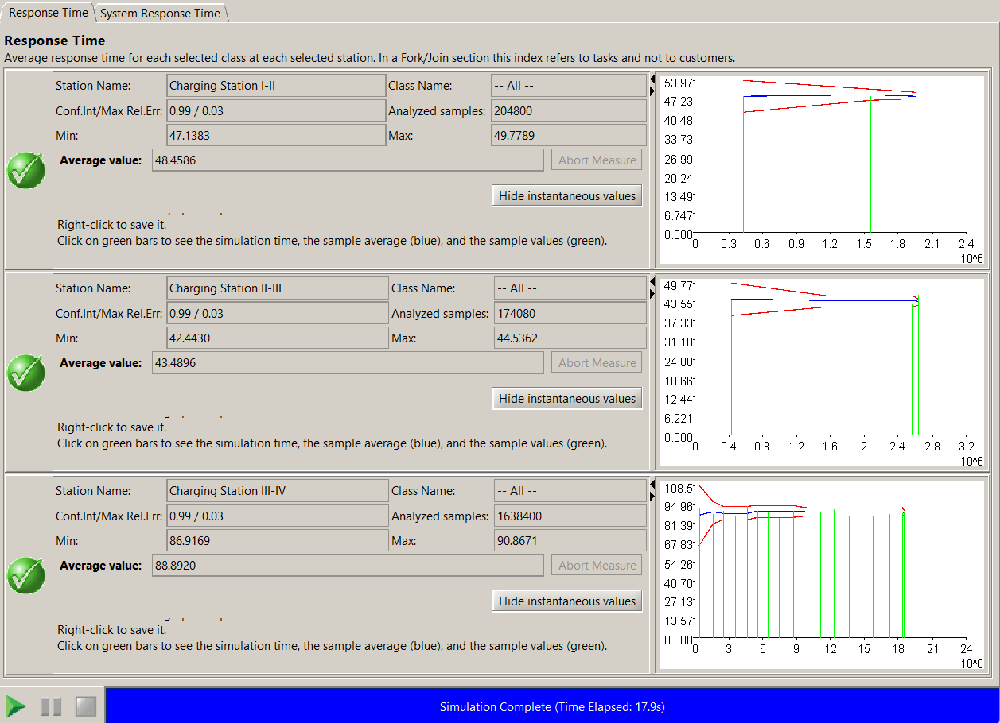 Response Time System Response Time
Response Time
Average response time for each selected class at each selected station. In a Fork/Join section this index refers to tasks and not to customers.
Station Name: Charging Station I-II Class Name: -- All --
Conf.Int/Max Rel.Err: 0.99 / 0.03 Analyzed samples: 204800
Min: 47.1383 Max: 49.7789
Average value: 48.4586 Abort Measure
Hide instantaneous values
Right-click to save it.
Click on green bars to see the simulation time, the sample average (blue), and the sample values (green).
53.97
47.23
40.48
33.73
26.98
20.24
13.49
6.747
0.000
0 0.3 0.6 0.9 1.2 1.5 1.8 2.1 2.4
10^6
Station Name: Charging Station II-III Class Name: -- All --
Conf.Int/Max Rel.Err: 0.99 / 0.03 Analyzed samples: 174080
Min: 42.4430 Max: 44.5362
Average value: 43.4896 Abort Measure
Hide instantaneous values
Right-click to save it.
Click on green bars to see the simulation time, the sample average (blue), and the sample values (green).
49.77
43.55
37.33
31.10
24.88
18.66
12.44
6.221
0.000
0 0.4 0.8 1.2 1.6 2 2.4 2.8 3.2
10^6
Station Name: Charging Station III-IV Class Name: -- All --
Conf.Int/Max Rel.Err: 0.99 / 0.03 Analyzed samples: 1638400
Min: 86.9169 Max: 90.8671
Average value: 88.8920 Abort Measure
Hide instantaneous values
Right-click to save it.
Click on green bars to see the simulation time, the sample average (blue), and the sample values (green).
108.5
94.96
81.39
67.83
54.26
40.70
27.13
13.57
0.000
0 3 6 9 12 15 18 21 24
10^6
Simulation Complete (Time Elapsed: 17.9s)